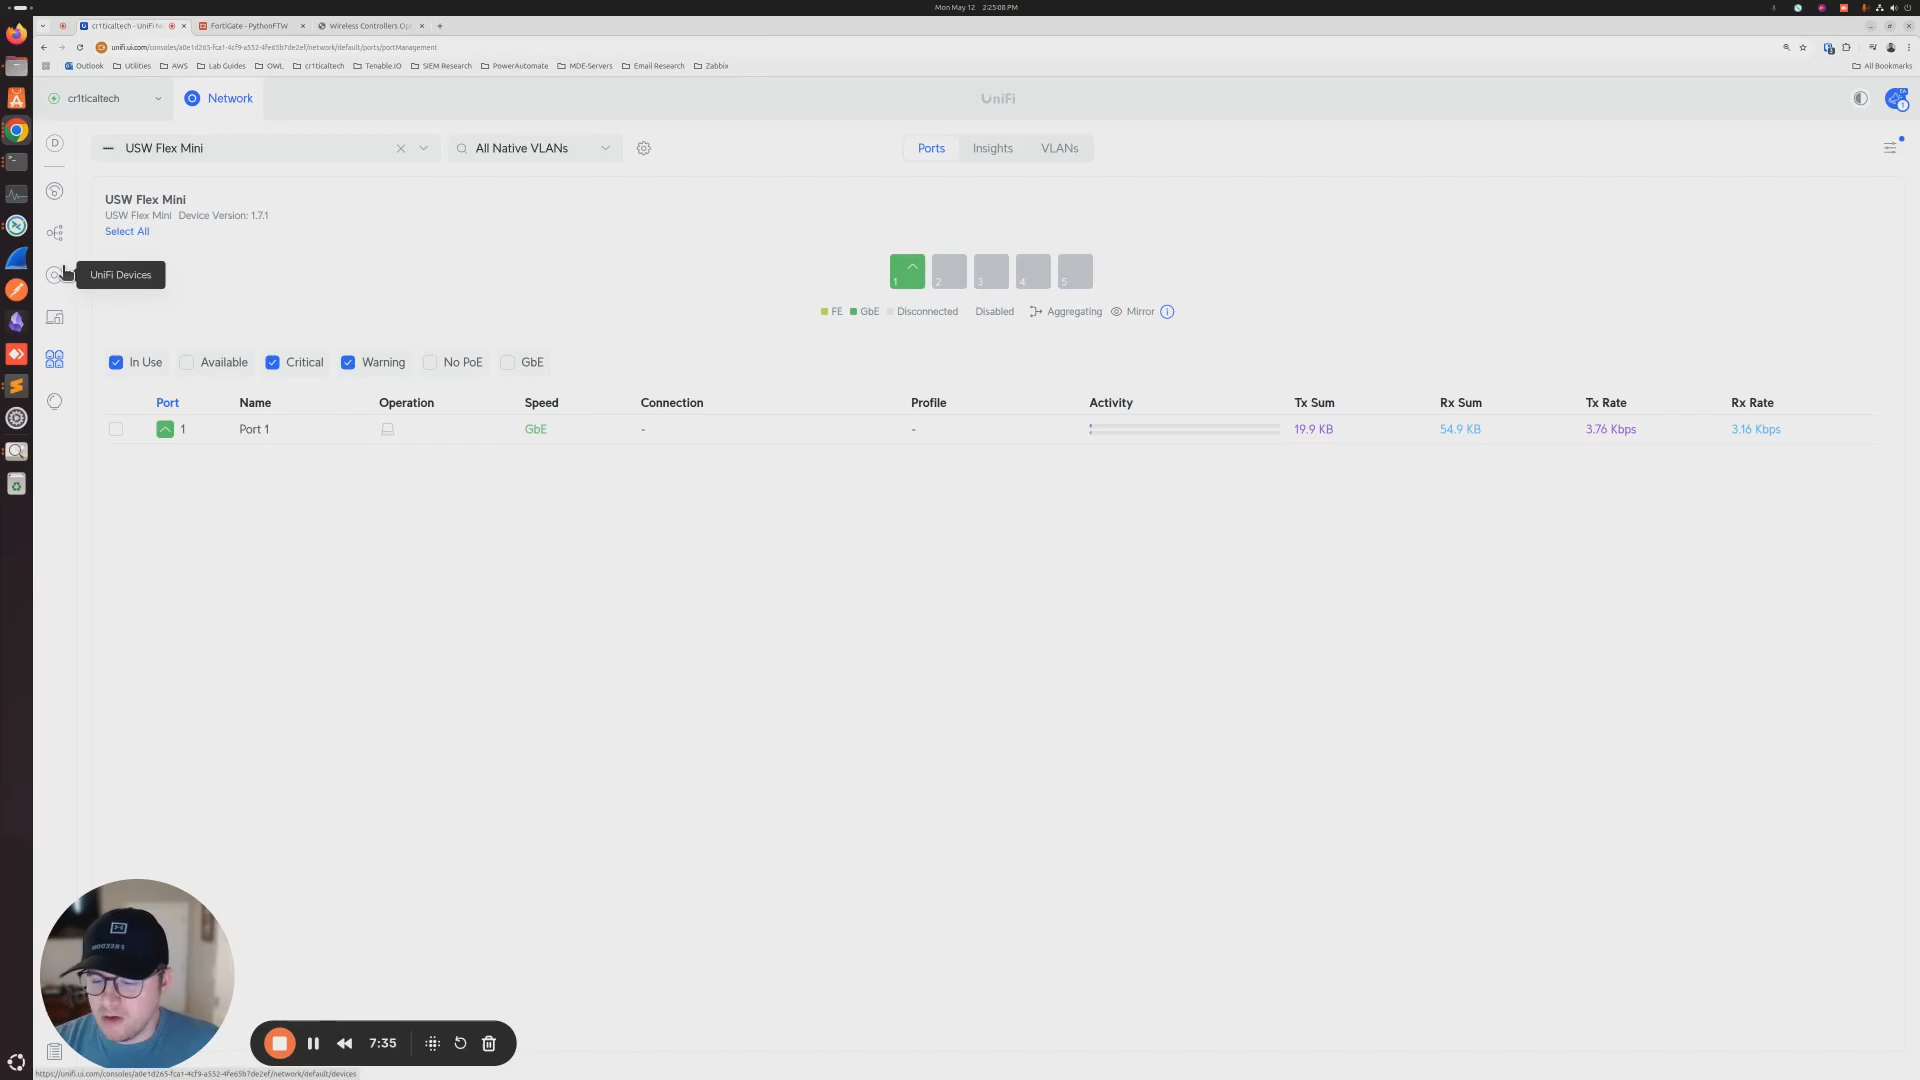 Mon May 12 2:25:08 PM
cr1ticaltech - UniFi N
FortiGate - PythonFTW
Wireless Controllers Op
unifi.ui.com/consoles/a0e1d265-fca1-4cf9-a552-4fe65b7de2ef/network/default/ports/portManagement
Outlook Utilities AWS Lab Guides OWL cr1ticaltech Tenable.IO SIEM Research PowerAutomate MDE-Servers Email Research Zabbix All Bookmarks
cr1ticaltech Network UniFi
USW Flex Mini All Native VLANs Ports Insights VLANs
USW Flex Mini
USW Flex Mini Device Version: 1.7.1
Select All
UniFi Devices
1 2 3 4 5
FE GbE Disconnected Disabled Aggregating Mirror
In Use Available Critical Warning No PoE GbE
Port Name Operation Speed Connection Profile Activity Tx Sum Rx Sum Tx Rate Rx Rate
1 Port 1 GbE - - 19.9 KB 54.9 KB 3.76 Kbps 3.16 Kbps
7:35
https://unifi.ui.com/consoles/a0e1d265-fca1-4cf9-a552-4fe65b7de2ef/network/default/devices